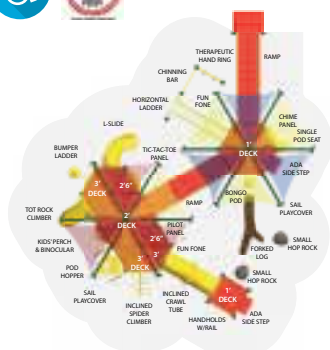 THERAPEUTIC
HAND RING
RAMP
CHINNING
BAR
HORIZONTAL
LADDER
FUN
FONE
CHIME
PANEL
SINGLE
POD SEAT
L-SLIDE
TIC-TAC-TOE
PANEL
1'
DECK
BUMPER
LADDER
ADA
SIDE STEP
3'
DECK
2'6"
BONGO
POD
SAIL
PLAYCOVER
TOT ROCK
CLIMBER
2'
DECK
RAMP
PILOT
PANEL
KIDS' PERCH
& BINOCULAR
2'6"
FUN FONE
FORKED
LOG
SMALL
HOP ROCK
POD
HOPPER
3'
DECK
3'
SMALL
HOP ROCK
SAIL
PLAYCOVER
INCLINED
SPIDER
CLIMBER
INCLINED
CRAWL
TUBE
1'
DECK
HANDHOLDS
W/RAIL
ADA
SIDE STEP